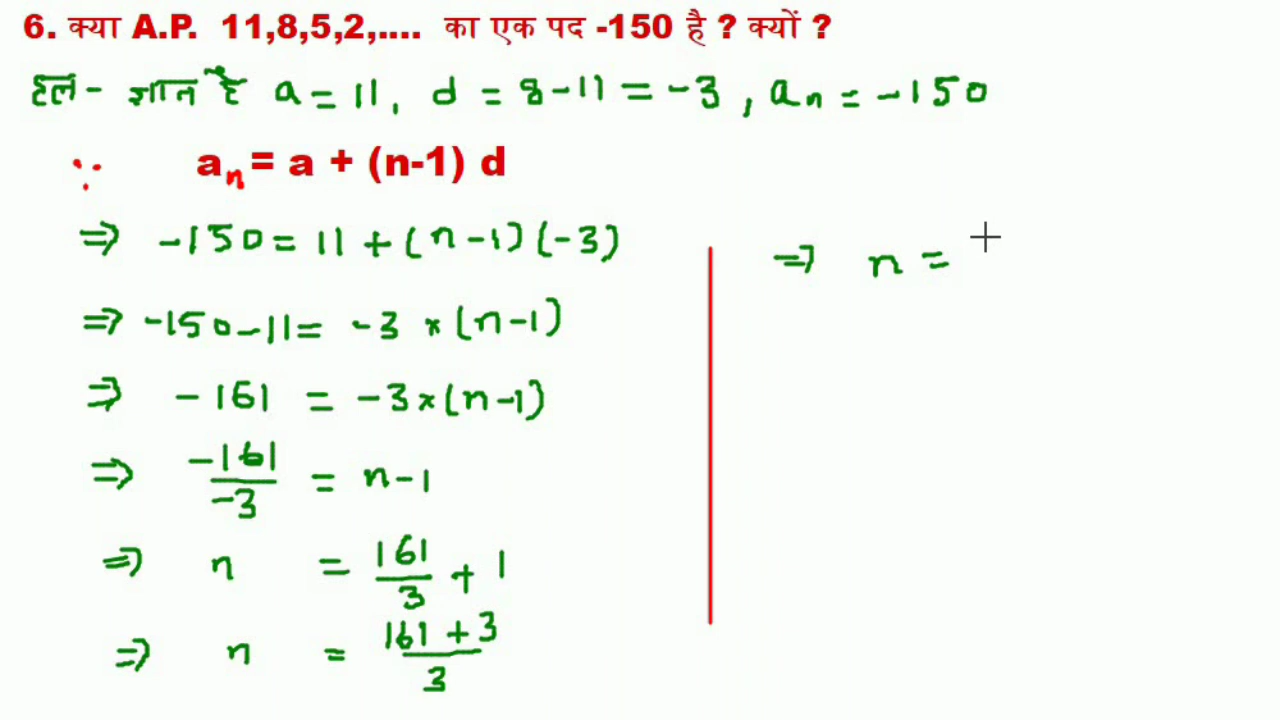 6. क्या A.P. 11,8,5,2,.... का एक पद -150 है ? क्यों ?
हल - ज्ञात है a = 11, d = 8-11 = -3, an = -150
∵ an = a + (n-1) d
⇒ -150 = 11 + (n-1)(-3)
⇒ -150-11 = -3 × (n-1)
⇒ -161 = -3×(n-1)
⇒ -161/-3 = n-1
⇒ n = 161/3 + 1
⇒ n = 161+3/3
⇒ n =